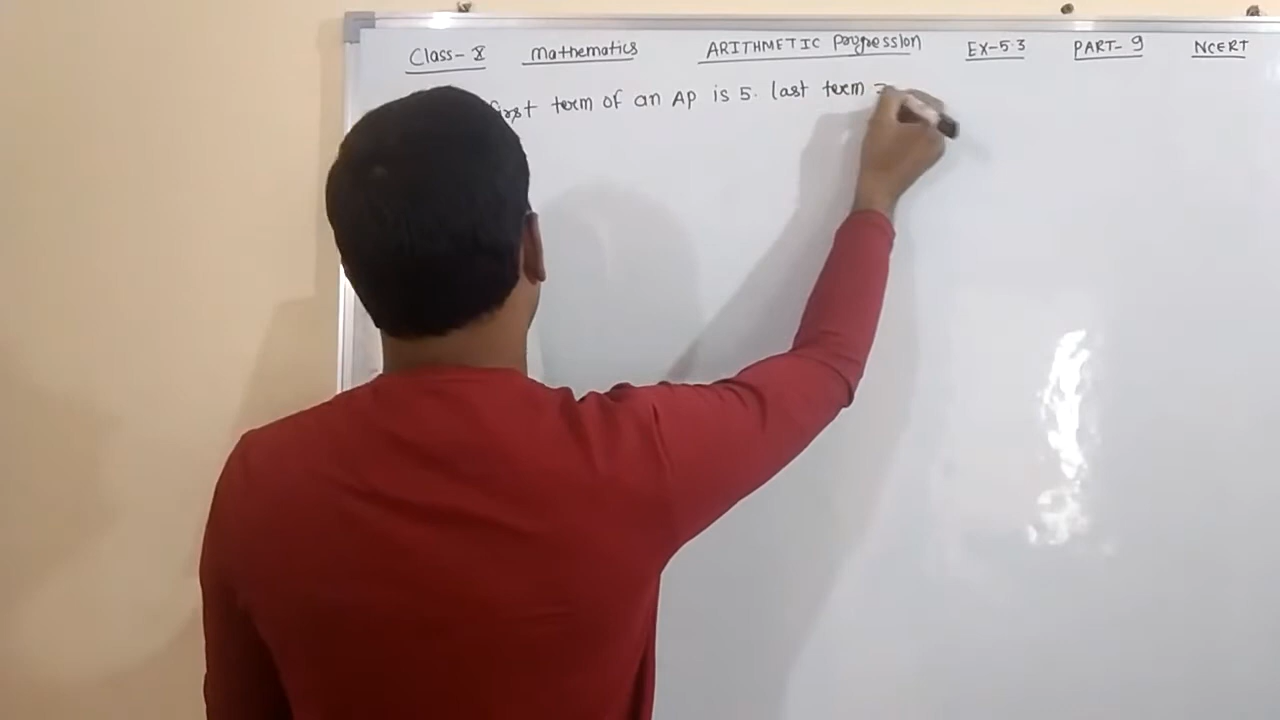 Class-X Mathematics ARITHMETIC Progression EX-5.3 PART-9 NCERT
first term of an AP is 5. last term =